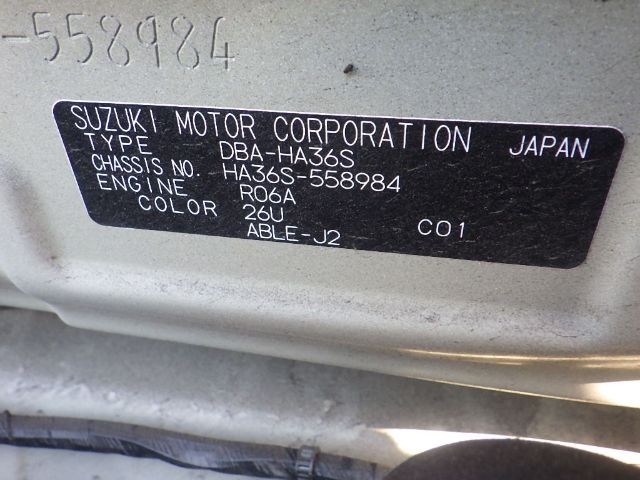 -558984
SUZUKI MOTOR CORPORATION JAPAN
TYPE DBA-HA36S
CHASSIS NO. HA36S-558984
ENGINE R06A
COLOR 26U
ABLE-J2 C01